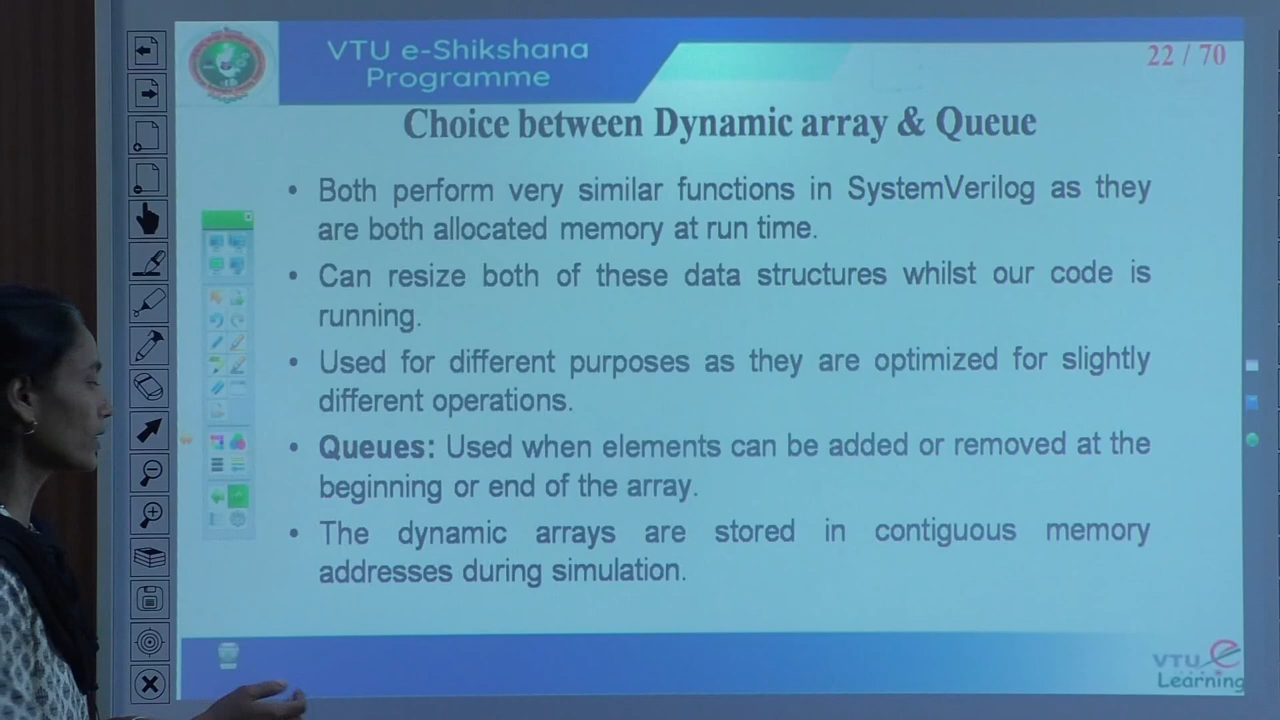 VTU e-Shikshana
Programme
22 / 70
Choice between Dynamic array & Queue
• Both perform very similar functions in SystemVerilog as they
are both allocated memory at run time.
• Can resize both of these data structures whilst our code is
running.
• Used for different purposes as they are optimized for slightly
different operations.
• Queues: Used when elements can be added or removed at the
beginning or end of the array.
• The dynamic arrays are stored in contiguous memory
addresses during simulation.
VTU e
Learning